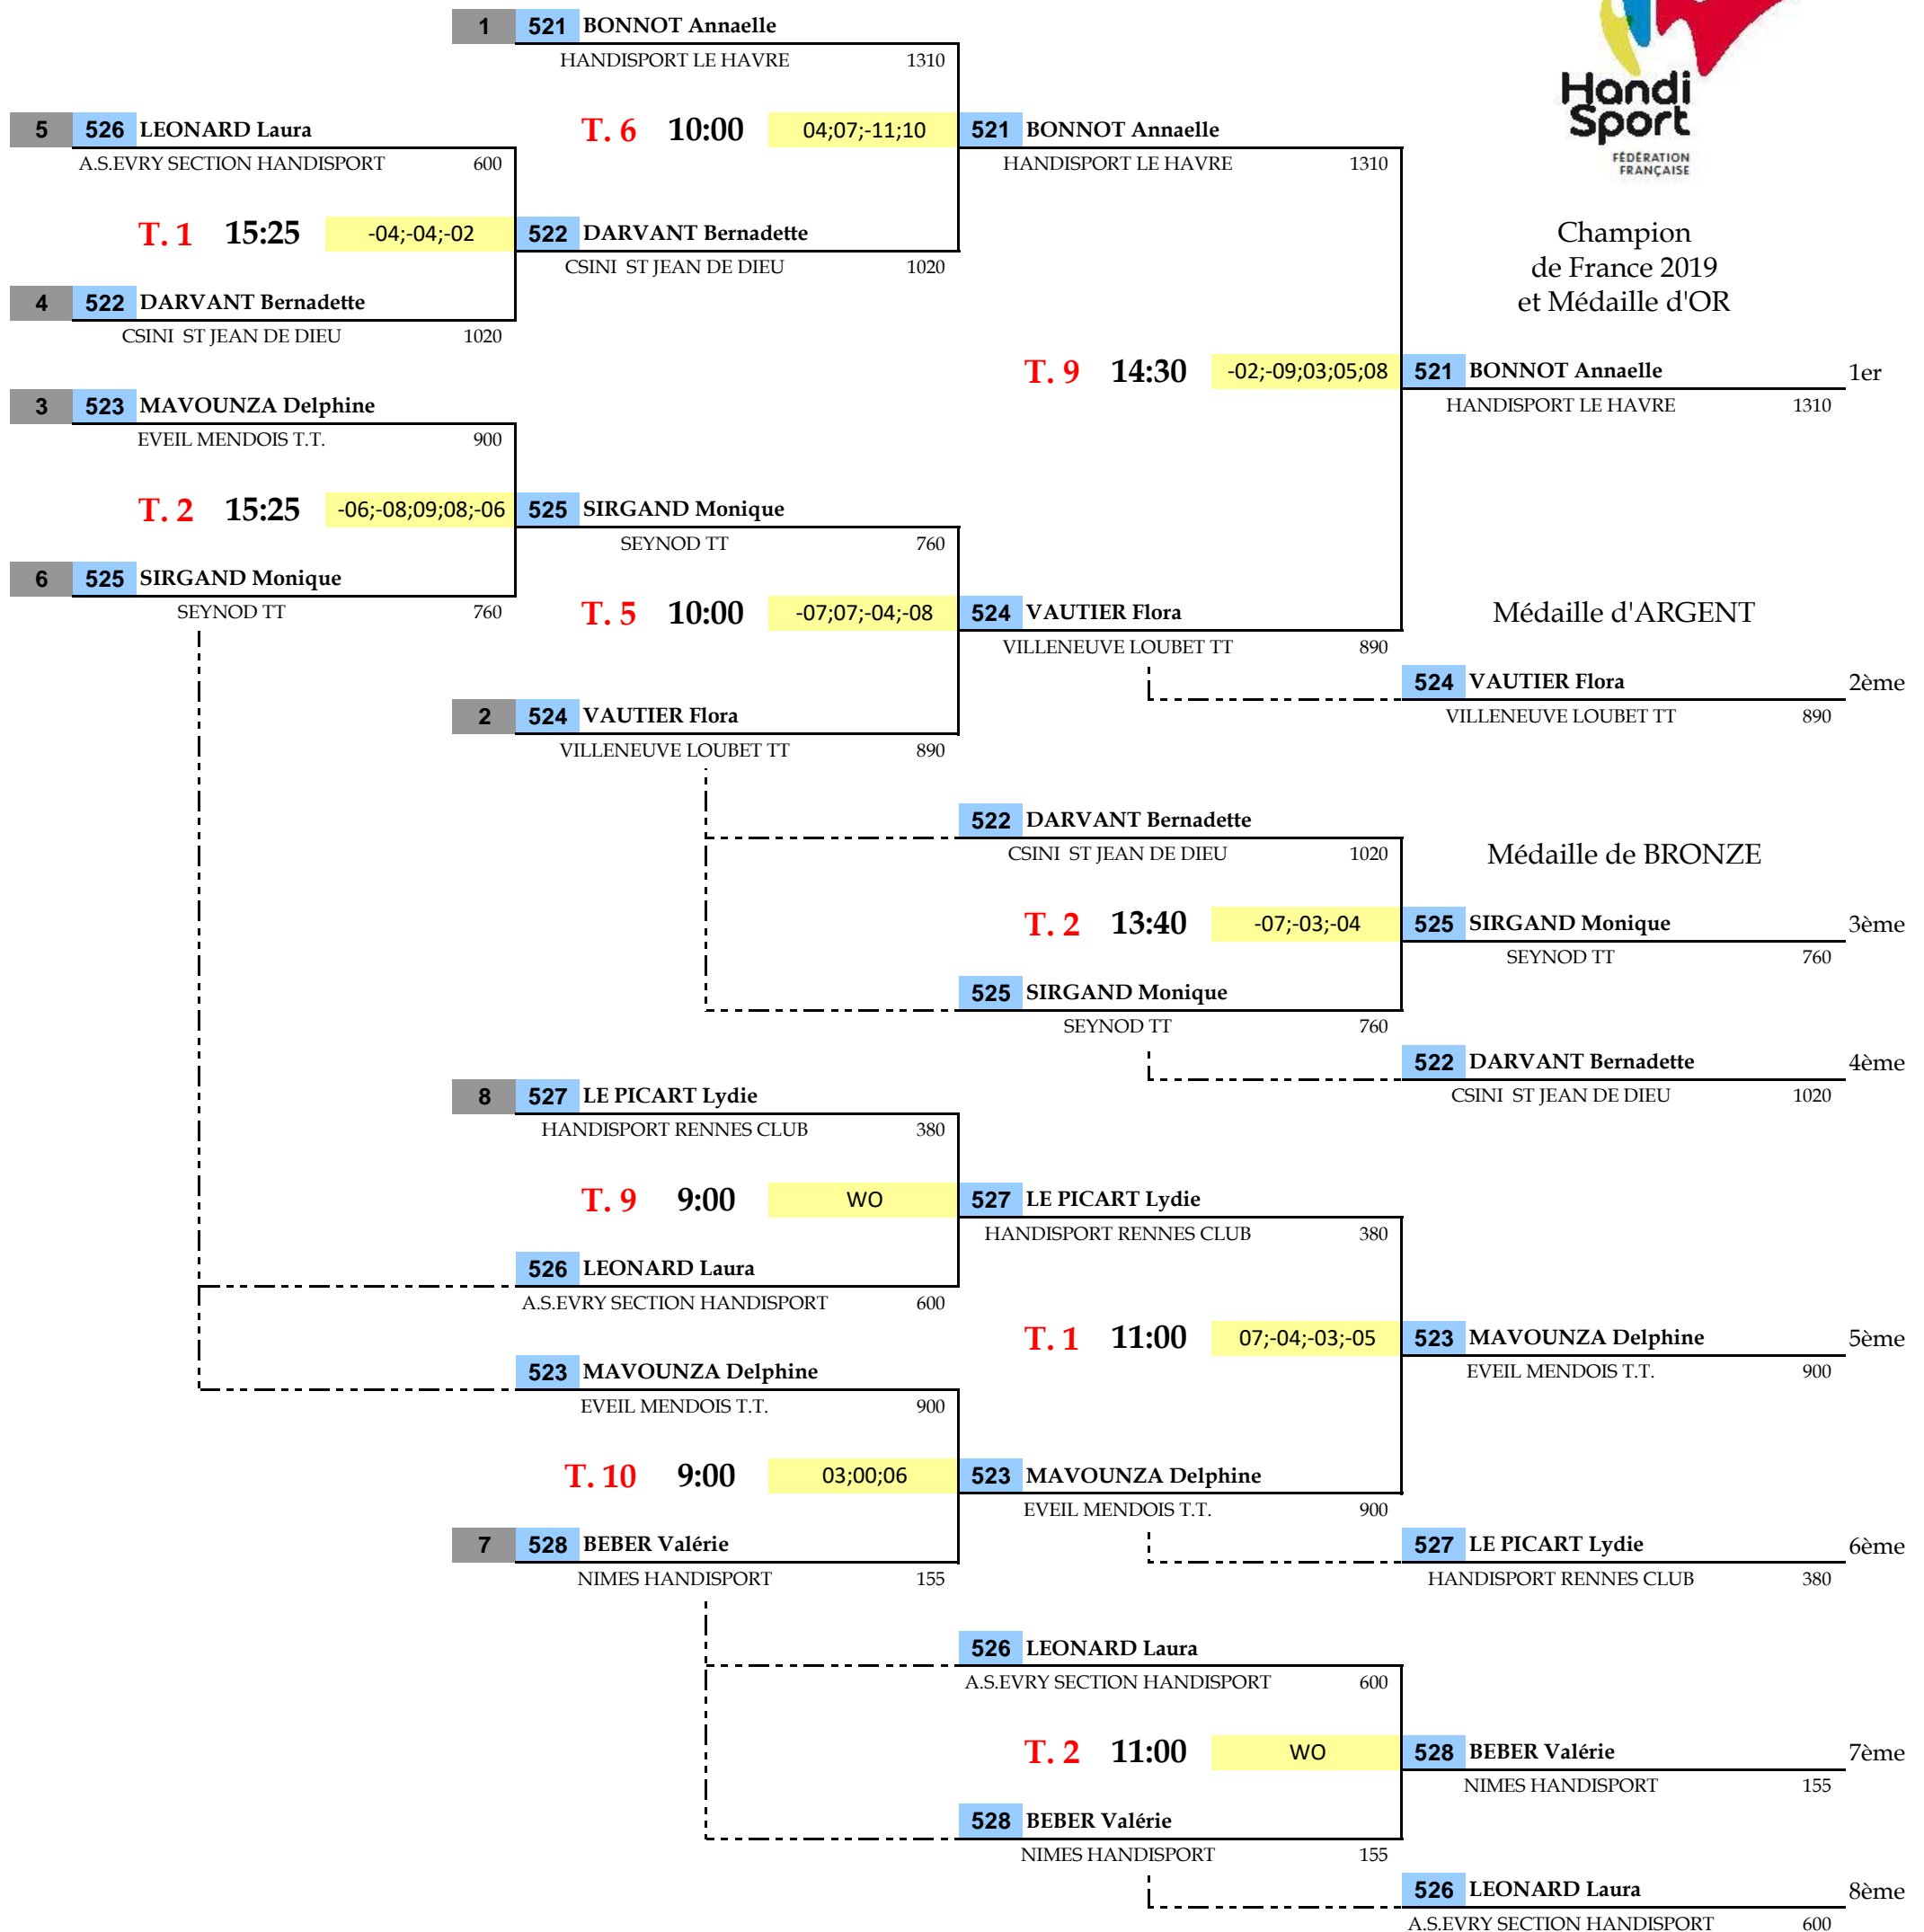 1 521 BONNOT Annaelle
HANDISPORT LE HAVRE 1310
Handi
Sport
FÉDÉRATION
FRANÇAISE
5 526 LEONARD Laura T. 6 10:00 04;07;-11;10 521 BONNOT Annaelle
A.S.EVRY SECTION HANDISPORT 600 HANDISPORT LE HAVRE 1310
T. 1 15:25 -04;-04;-02 522 DARVANT Bernadette
CSINI ST JEAN DE DIEU 1020
Champion
de France 2019
et Médaille d'OR
4 522 DARVANT Bernadette
CSINI ST JEAN DE DIEU 1020
T. 9 14:30 -02;-09;03;05;08 521 BONNOT Annaelle 1er
HANDISPORT LE HAVRE 1310
3 523 MAVOUNZA Delphine
EVEIL MENDOIS T.T. 900
T. 2 15:25 -06;-08;09;08;-06 525 SIRGAND Monique
SEYNOD TT 760
6 525 SIRGAND Monique
SEYNOD TT 760
T. 5 10:00 -07;07;-04;-08 524 VAUTIER Flora
VILLENEUVE LOUBET TT 890
Médaille d'ARGENT
524 VAUTIER Flora 2ème
VILLENEUVE LOUBET TT 890
2 524 VAUTIER Flora
VILLENEUVE LOUBET TT 890
522 DARVANT Bernadette
CSINI ST JEAN DE DIEU 1020
Médaille de BRONZE
T. 2 13:40 -07;-03;-04 525 SIRGAND Monique 3ème
SEYNOD TT 760
525 SIRGAND Monique
SEYNOD TT 760
522 DARVANT Bernadette 4ème
CSINI ST JEAN DE DIEU 1020
8 527 LE PICART Lydie
HANDISPORT RENNES CLUB 380
T. 9 9:00 WO 527 LE PICART Lydie
HANDISPORT RENNES CLUB 380
526 LEONARD Laura
A.S.EVRY SECTION HANDISPORT 600
T. 1 11:00 07;-04;-03;-05 523 MAVOUNZA Delphine 5ème
EVEIL MENDOIS T.T. 900
523 MAVOUNZA Delphine
EVEIL MENDOIS T.T. 900
T. 10 9:00 03;00;06 523 MAVOUNZA Delphine
EVEIL MENDOIS T.T. 900
7 528 BEBER Valérie 527 LE PICART Lydie 6ème
NIMES HANDISPORT 155 HANDISPORT RENNES CLUB 380
526 LEONARD Laura
A.S.EVRY SECTION HANDISPORT 600
T. 2 11:00 WO 528 BEBER Valérie 7ème
NIMES HANDISPORT 155
528 BEBER Valérie
NIMES HANDISPORT 155
526 LEONARD Laura 8ème
A.S.EVRY SECTION HANDISPORT 600